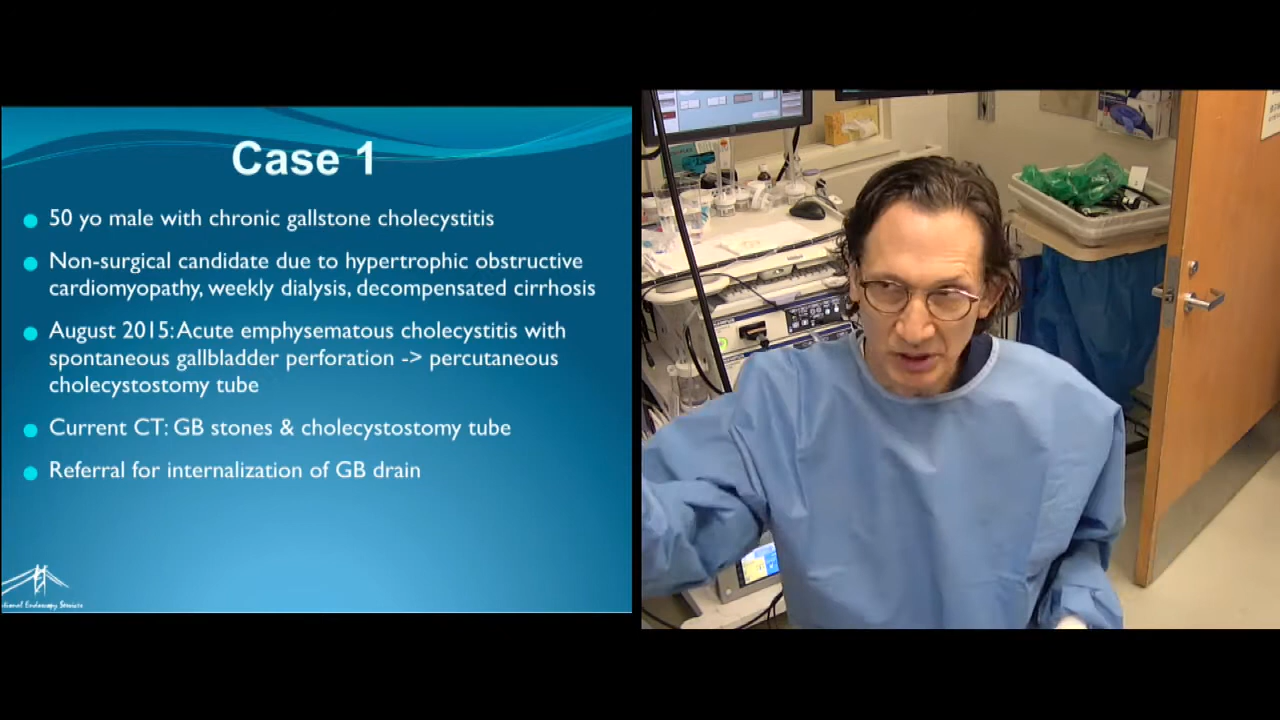 Case 1
50 yo male with chronic gallstone cholecystitis
Non-surgical candidate due to hypertrophic obstructive
cardiomyopathy, weekly dialysis, decompensated cirrhosis
August 2015: Acute emphysematous cholecystitis with
spontaneous gallbladder perforation -> percutaneous
cholecystostomy tube
Current CT: GB stones & cholecystostomy tube
Referral for internalization of GB drain
Endoscopy Services